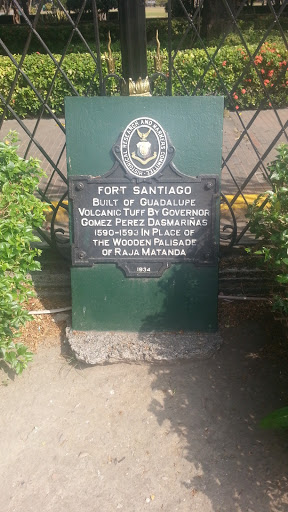 HISTORICAL RESEARCH AND MARKERS COMMITTEE
FORT SANTIAGO
BUILT OF GUADALUPE
VOLCANIC TUFF BY GOVERNOR
GOMEZ PEREZ DASMARIÑAS
1590-1593 IN PLACE OF
THE WOODEN PALISADE
OF RAJA MATANDA
1934